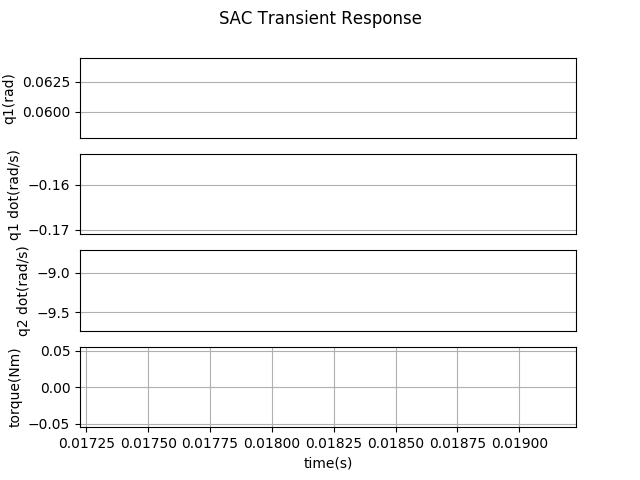 SAC Transient Response
0.0625
0.0600
q1(rad)
−0.16
−0.17
q1 dot(rad/s)
−9.0
−9.5
q2 dot(rad/s)
0.05
0.00
−0.05
torque(Nm)
0.01725 0.01750 0.01775 0.01800 0.01825 0.01850 0.01875 0.01900
time(s)